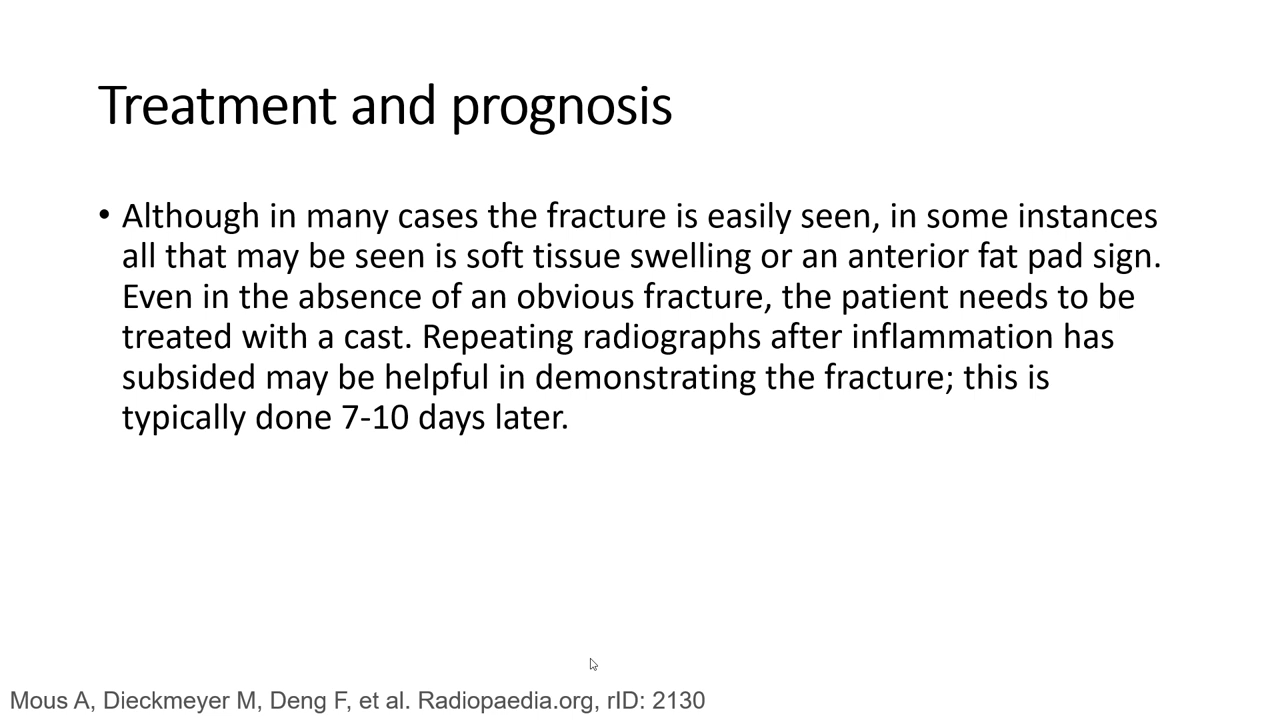 Treatment and prognosis
• Although in many cases the fracture is easily seen, in some instances
all that may be seen is soft tissue swelling or an anterior fat pad sign.
Even in the absence of an obvious fracture, the patient needs to be
treated with a cast. Repeating radiographs after inflammation has
subsided may be helpful in demonstrating the fracture; this is
typically done 7-10 days later.
Mous A, Dieckmeyer M, Deng F, et al. Radiopaedia.org, rID: 2130